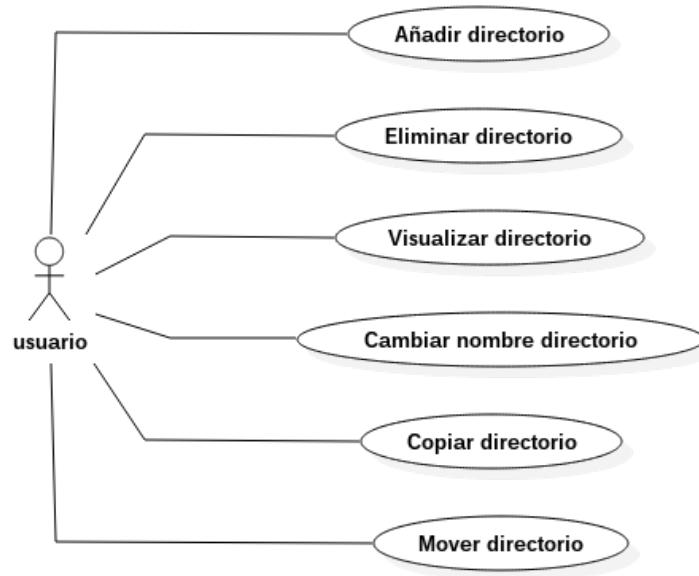 Añadir directorio
Eliminar directorio
Visualizar directorio
usuario
Cambiar nombre directorio
Copiar directorio
Mover directorio